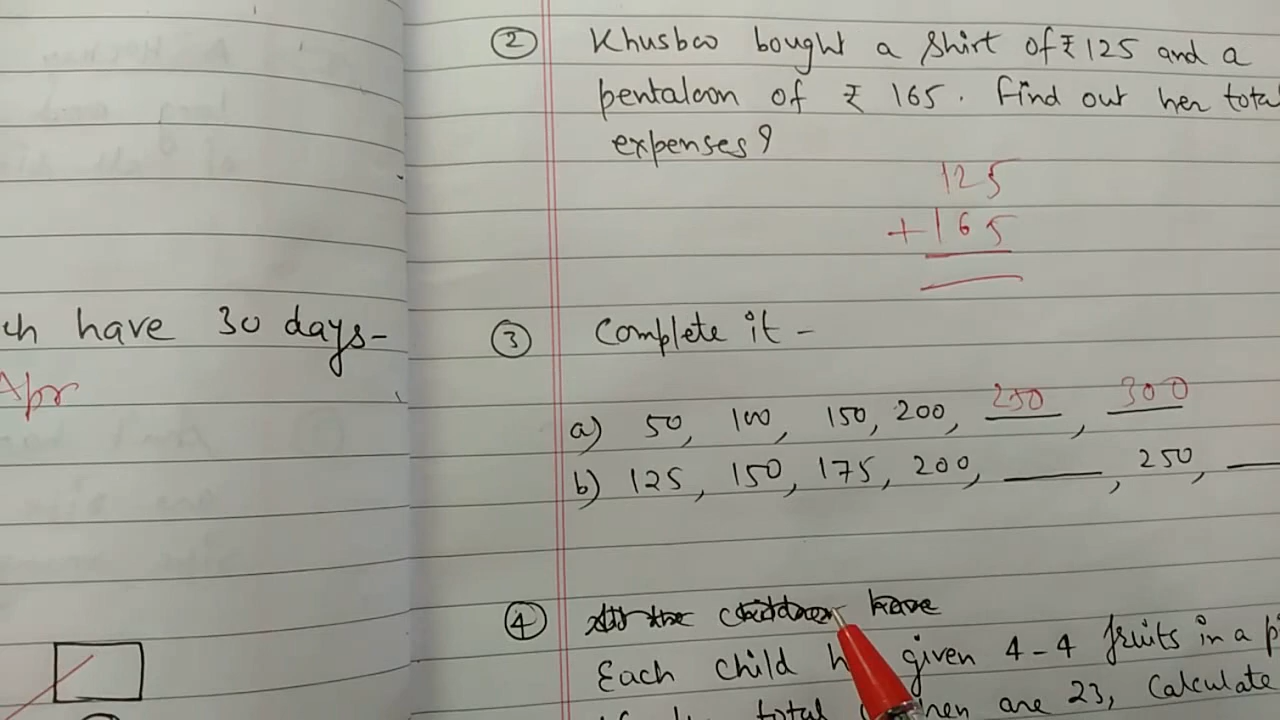 ch have 30 days-
Apr
② Khusboo bought a shirt of ₹125 and a
pentaloon of ₹ 165. Find out her total
expenses?
125
+165
③ Complete it -
a) 50, 100, 150, 200, 250, 300
b) 125, 150, 175, 200, ____, 250, ____
④
Each child given 4-4 fruits in a
total are 23, Calculate